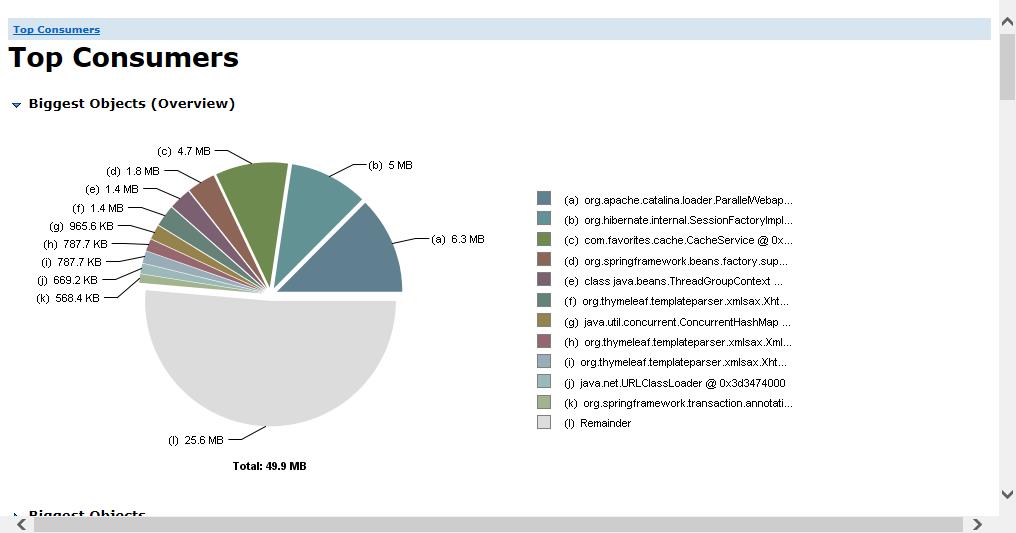 Top Consumers
Top Consumers
Biggest Objects (Overview)
(c) 4.7 MB
(d) 1.8 MB
(b) 5 MB
(e) 1.4 MB
(f) 1.4 MB
(g) 965.6 KB
(h) 787.7 KB
(a) 6.3 MB
(i) 787.7 KB
(j) 669.2 KB
(k) 568.4 KB
(l) 25.6 MB
Total: 49.9 MB
(a) org.apache.catalina.loader.ParallelWebap...
(b) org.hibernate.internal.SessionFactoryImpl...
(c) com.favorites.cache.CacheService @ 0x...
(d) org.springframework.beans.factory.sup...
(e) class java.beans.ThreadGroupContext ...
(f) org.thymeleaf.templateparser.xmlsax.Xht...
(g) java.util.concurrent.ConcurrentHashMap ...
(h) org.thymeleaf.templateparser.xmlsax.Xml...
(i) org.thymeleaf.templateparser.xmlsax.Xht...
(j) java.net.URLClassLoader @ 0x3d3474000
(k) org.springframework.transaction.annotati...
(l) Remainder
Biggest Objects